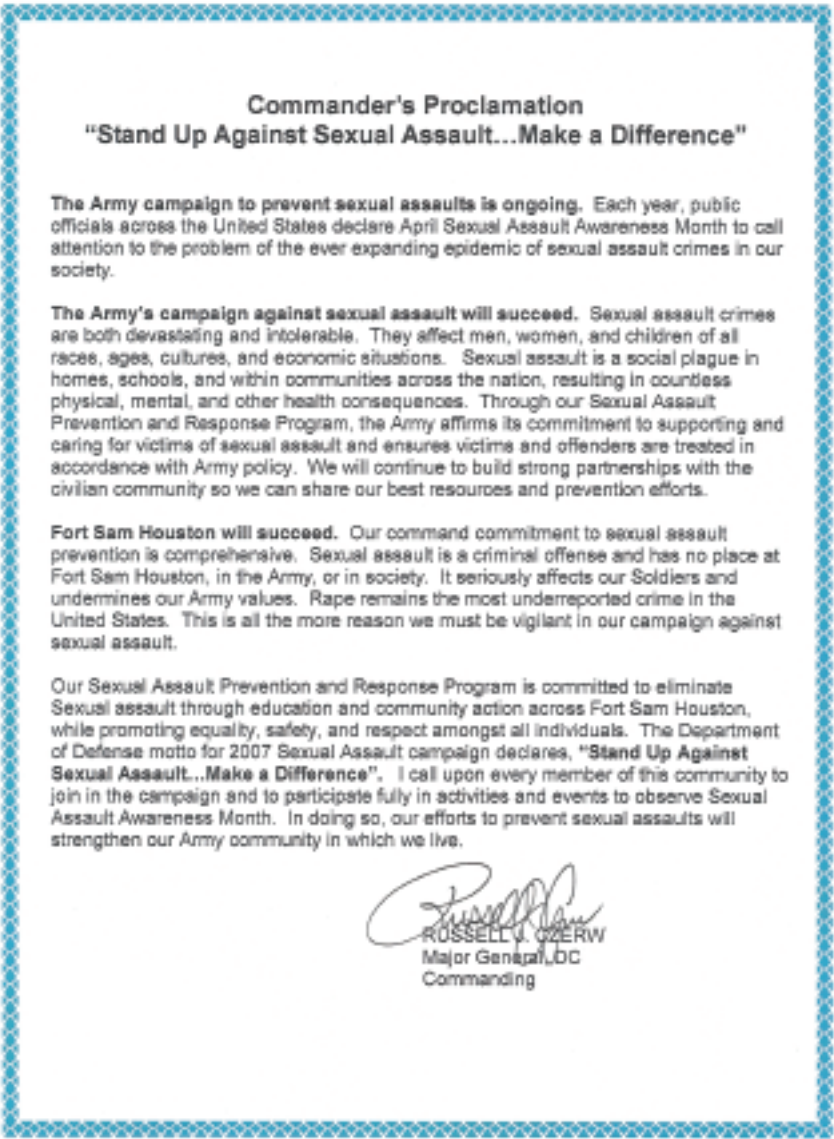 Commander's Proclamation
“Stand Up Against Sexual Assault...Make a Difference”
The Army campaign to prevent sexual assaults is ongoing. Each year, public
officials across the United States declare April Sexual Assault Awareness Month to call
attention to the problem of the ever expanding epidemic of sexual assault crimes in our
society.
The Army's campaign against sexual assault will succeed. Sexual assault crimes
are both devastating and intolerable. They affect men, women, and children of all
races, ages, cultures, and economic situations. Sexual assault is a social plague in
homes, schools, and within communities across the nation, resulting in countless
physical, mental, and other health consequences. Through our Sexual Assault
Prevention and Response Program, the Army affirms its commitment to supporting and
caring for victims of sexual assault and ensures victims and offenders are treated in
accordance with Army policy. We will continue to build strong partnerships with the
civilian community so we can share our best resources and prevention efforts.
Fort Sam Houston will succeed. Our command commitment to sexual assault
prevention is comprehensive. Sexual assault is a criminal offense and has no place at
Fort Sam Houston, in the Army, or in society. It seriously affects our Soldiers and
undermines our Army values. Rape remains the most underreported crime in the
United States. This is all the more reason we must be vigilant in our campaign against
sexual assault.
Our Sexual Assault Prevention and Response Program is committed to eliminate
Sexual assault through education and community action across Fort Sam Houston,
while promoting equality, safety, and respect amongst all individuals. The Department
of Defense motto for 2007 Sexual Assault campaign declares, “Stand Up Against
Sexual Assault...Make a Difference”. I call upon every member of this community to
join in the campaign and to participate fully in activities and events to observe Sexual
Assault Awareness Month. In doing so, our efforts to prevent sexual assaults will
strengthen our Army community in which we live.
RUSSELL J. CZERW
Major General, DC
Commanding